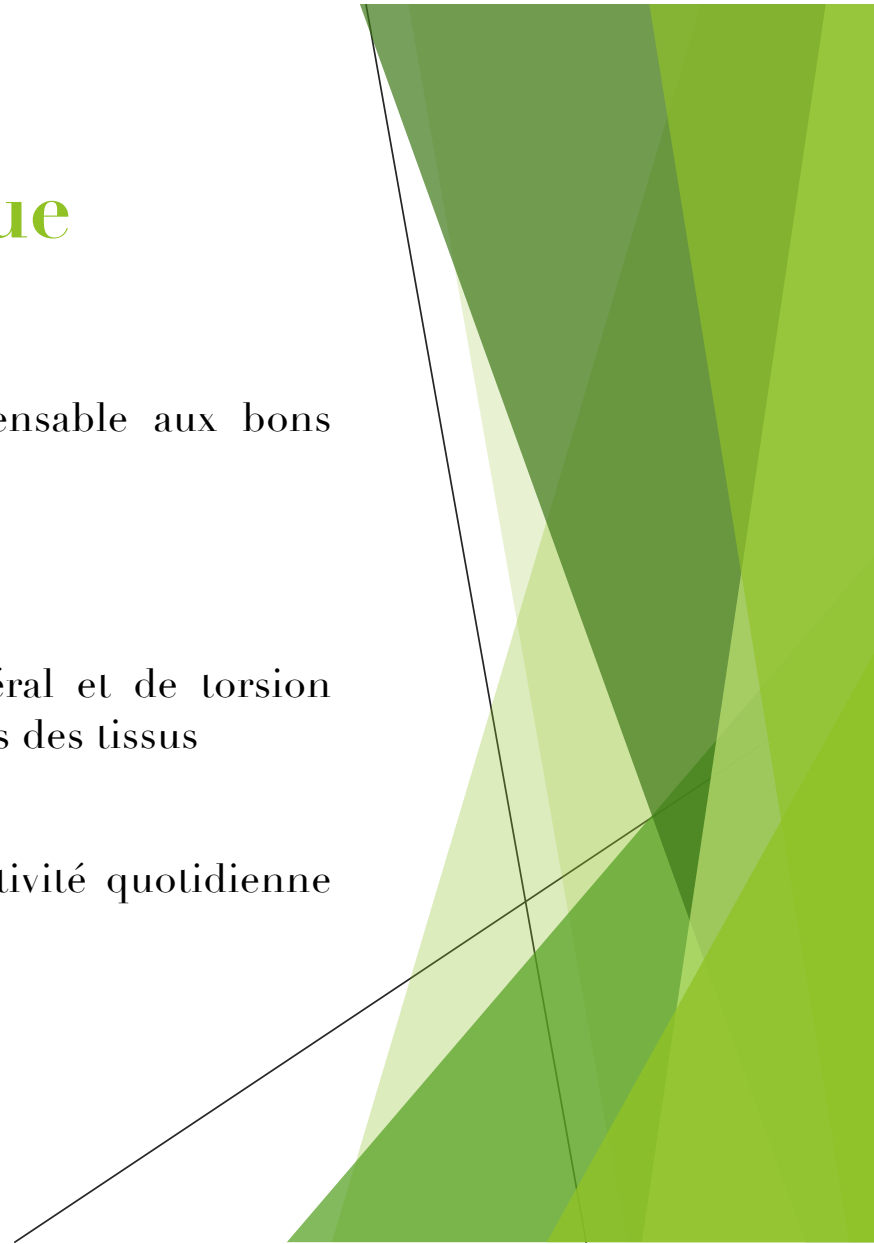 ue
ensable aux bons
éral et de torsion
s des tissus
tivité quotidienne